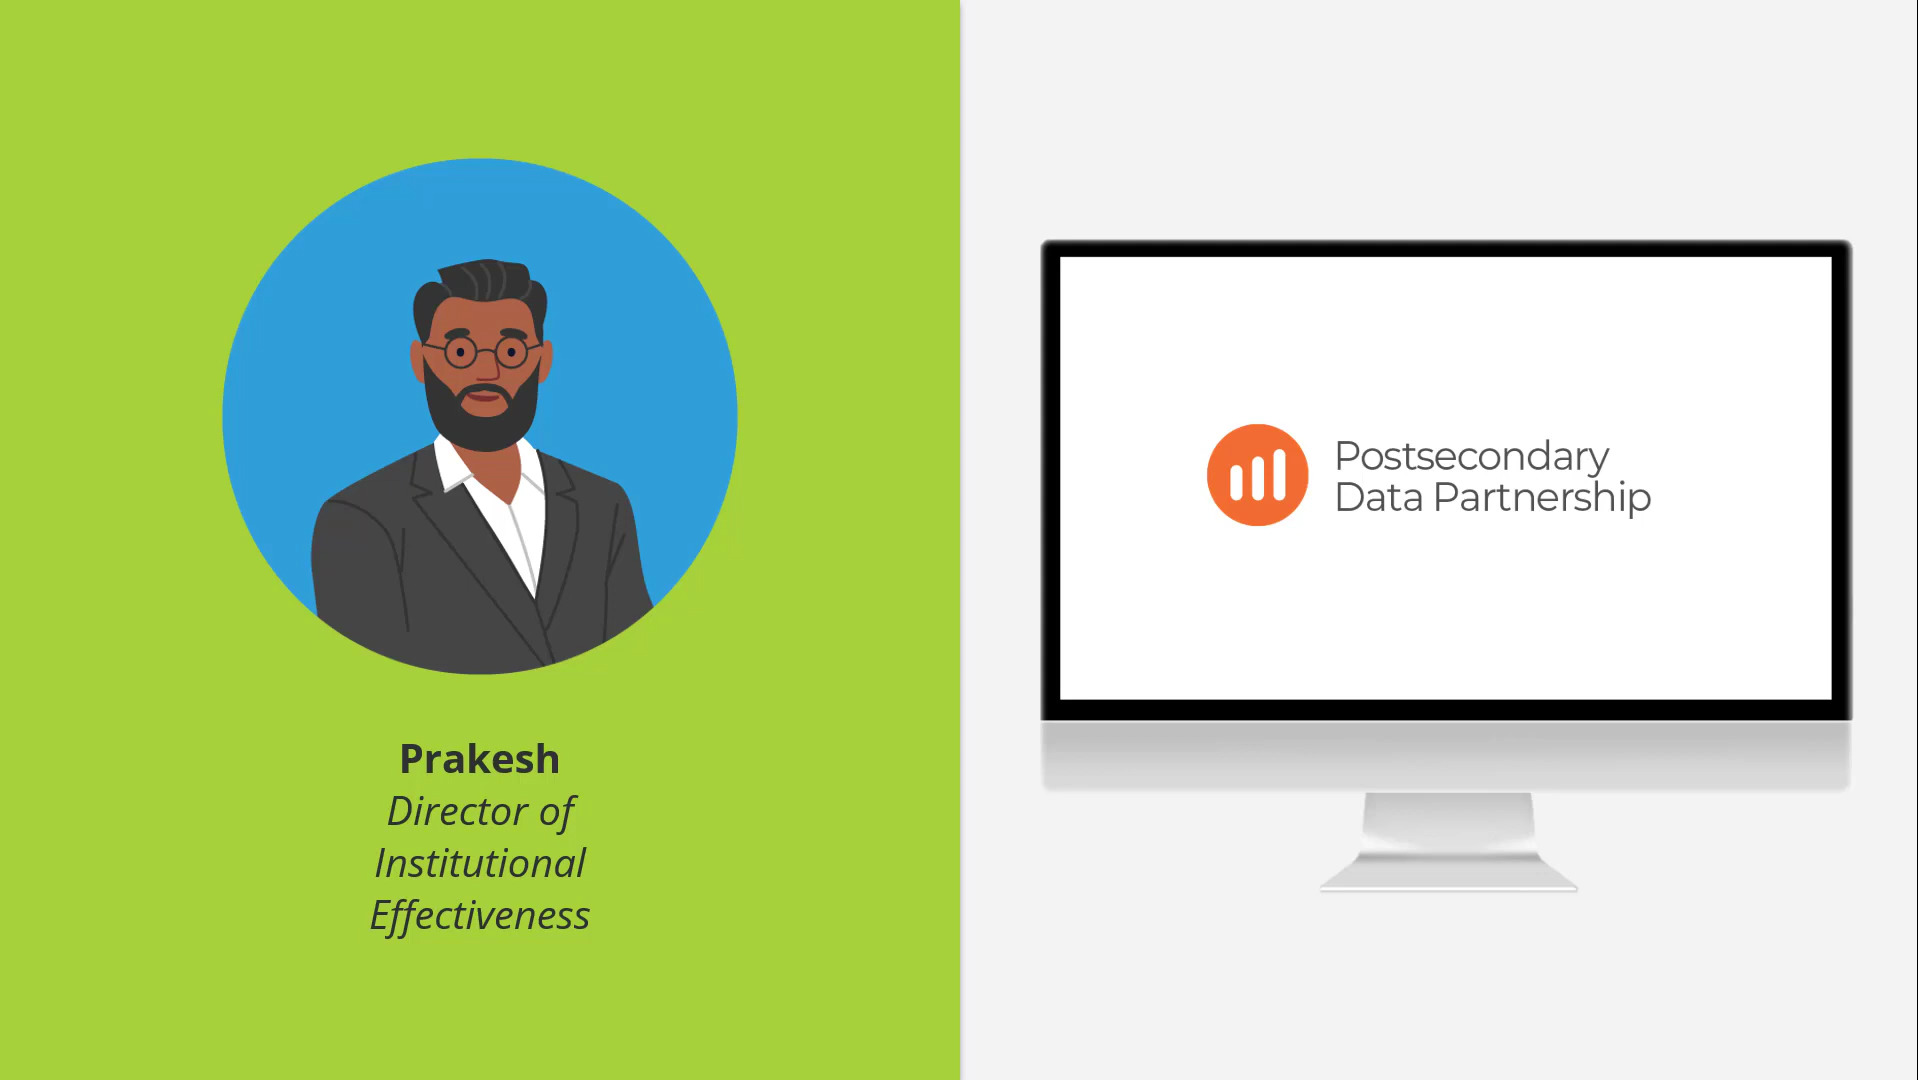 Prakesh
Director of
Institutional
Effectiveness
Postsecondary
Data Partnership